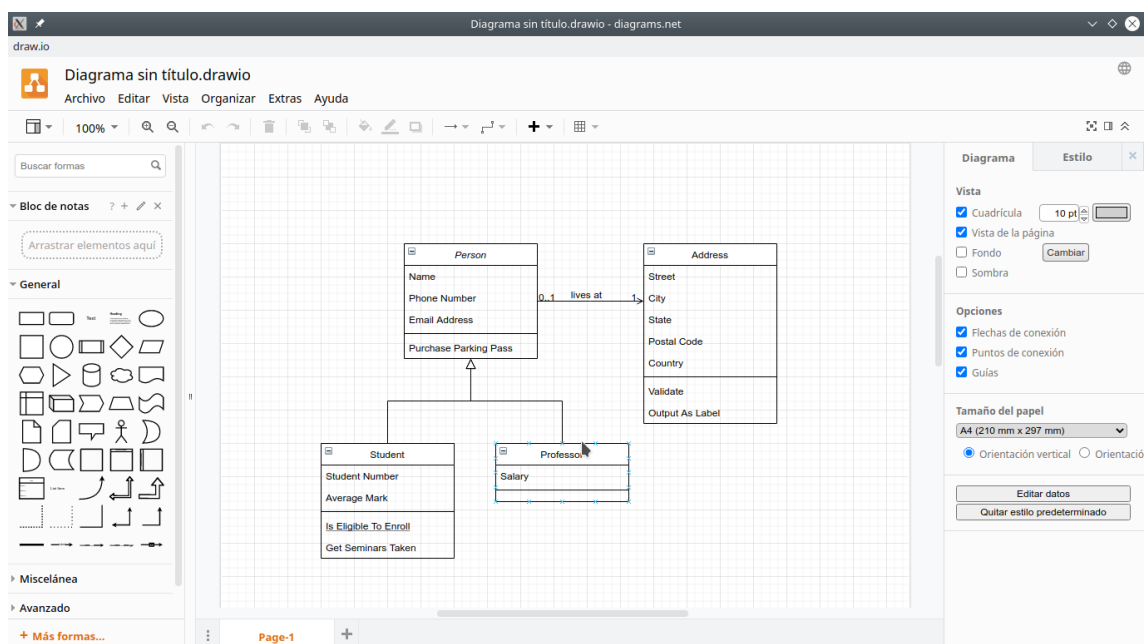 Diagrama sin título.drawio - diagrams.net
draw.io
Diagrama sin título.drawio
Archivo Editar Vista Organizar Extras Ayuda
100%
Buscar formas
Bloc de notas ? +
Arrastrar elementos aquí
General
Text
Heading
List Item
Miscelánea
Avanzado
+ Más formas...
Person
Name
Phone Number
Email Address
Purchase Parking Pass
0..1 lives at 1
Address
Street
City
State
Postal Code
Country
Validate
Output As Label
Student
Student Number
Average Mark
Is Eligible To Enroll
Get Seminars Taken
Professor
Salary
Page-1
Diagrama Estilo
Vista
Cuadrícula 10 pt
Vista de la página
Fondo Cambiar
Sombra
Opciones
Flechas de conexión
Puntos de conexión
Guías
Tamaño del papel
A4 (210 mm x 297 mm)
Orientación vertical Orientació
Editar datos
Quitar estilo predeterminado